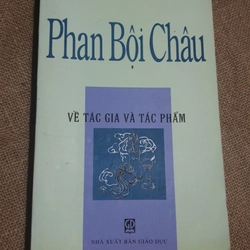 Phan Bội Châu
VỀ TÁC GIA VÀ TÁC PHẨM
NHÀ XUẤT BẢN GIÁO DỤC